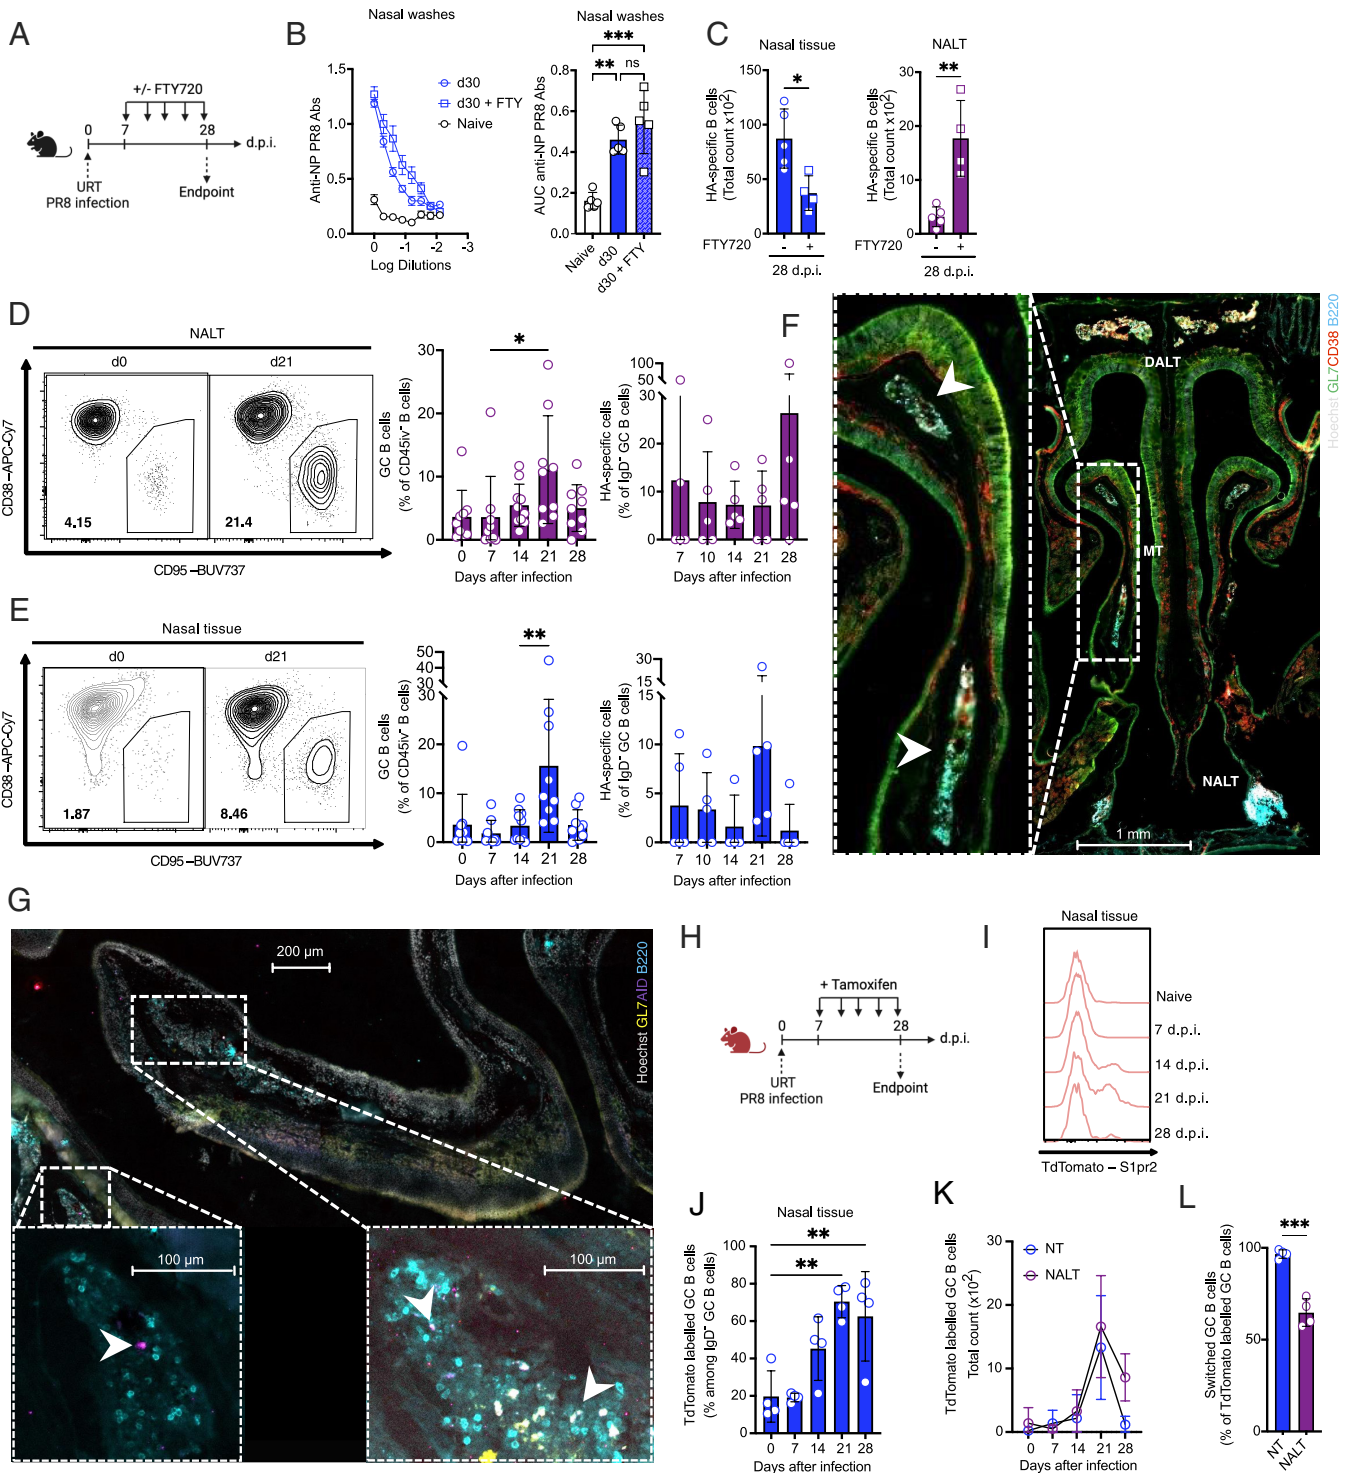 A
+/- FTY720
0
7
28
d.p.i.
URT
PR8 infection
Endpoint
B
Nasal washes
Anti-NP PR8 Abs
1.5
1.0
0.5
0.0
0
-1
-2
-3
Log Dilutions
d30
d30 + FTY
Naive
Nasal washes
***
**
ns
AUC anti-NP PR8 Abs
0.8
0.6
0.4
0.2
0.0
Naive
d30
d30 + FTY
C
Nasal tissue
HA-specific B cells
(Total count x10²)
150
100
50
0
*
FTY720
-
+
28 d.p.i.
NALT
HA-specific B cells
(Total count x10²)
30
20
10
0
**
FTY720
-
+
28 d.p.i.
D
NALT
d0
d21
CD38–APC-Cy7
4.15
21.4
CD95–BUV737
GC B cells
(% of CD45iv⁻ B cells)
30
20
10
0
*
0
7
14
21
28
Days after infection
HA-specific cells
(% of IgD⁻ GC B cells)
100
50
30
20
10
0
7
10
14
21
28
Days after infection
E
Nasal tissue
d0
d21
CD38–APC-Cy7
1.87
8.46
CD95–BUV737
GC B cells
(% of CD45iv⁻ B cells)
50
40
30
20
10
0
**
0
7
14
21
28
Days after infection
HA-specific cells
(% of IgD⁻ GC B cells)
30
15
10
5
0
7
10
14
21
28
Days after infection
F
DALT
MT
NALT
1 mm
Hoechst GL7CD38 B220
G
200 µm
100 µm
100 µm
Hoechst GL7AID B220
H
+ Tamoxifen
0
7
28
d.p.i.
URT
PR8 infection
Endpoint
I
Nasal tissue
Naive
7 d.p.i.
14 d.p.i.
21 d.p.i.
28 d.p.i.
TdTomato – S1pr2
J
Nasal tissue
TdTomato labelled GC B cells
(% among IgD⁻ GC B cells)
100
80
60
40
20
0
**
**
0
7
14
21
28
Days after infection
K
TdTomato labelled GC B cells
Total count (x10²)
30
20
10
0
NT
NALT
0
7
14
21
28
Days after infection
L
***
Switched GC B cells
(% of TdTomato labelled GC B cells)
100
50
0
NT
NALT